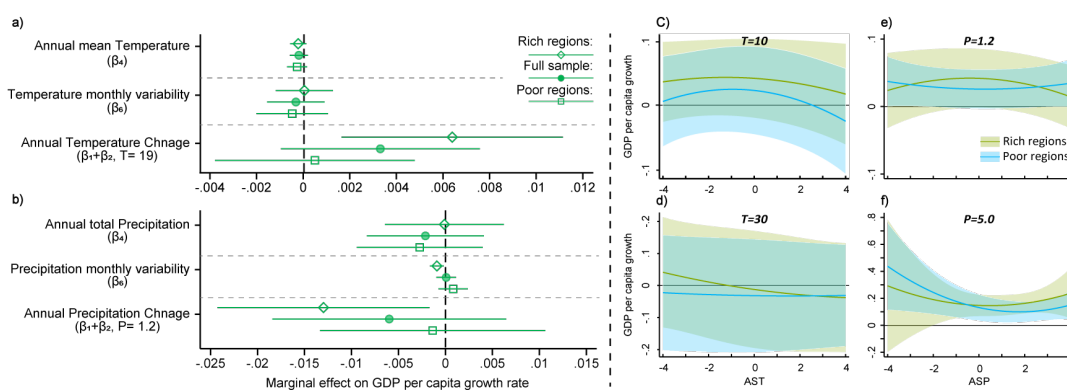 a)
Annual mean Temperature
(β₄)
Temperature monthly variability
(β₆)
Annual Temperature Chnage
(β₁+β₂, T= 19)
Rich regions:
Full sample:
Poor regions:
-.004 -.002 0 .002 .004 .006 .008 .01 .012
b)
Annual total Precipitation
(β₄)
Precipitation monthly variability
(β₆)
Annual Precipitation Chnage
(β₁+β₂, P= 1.2)
-.025 -.020 -.015 -.010 -.005 0 .005 .01 .015
Marginal effect on GDP per capita growth rate
C)
T=10
GDP per capita growth
.1
0
-.1
-4 -2 0 2 4
d)
T=30
GDP per capita growth
.2
.1
0
-.1
-.2
-4 -2 0 2 4
AST
e)
P=1.2
.1
0
-.1
Rich regions
Poor regions
f)
P=5.0
.8
.6
.4
.2
0
-.2
-4 -2 0 2 4
ASP